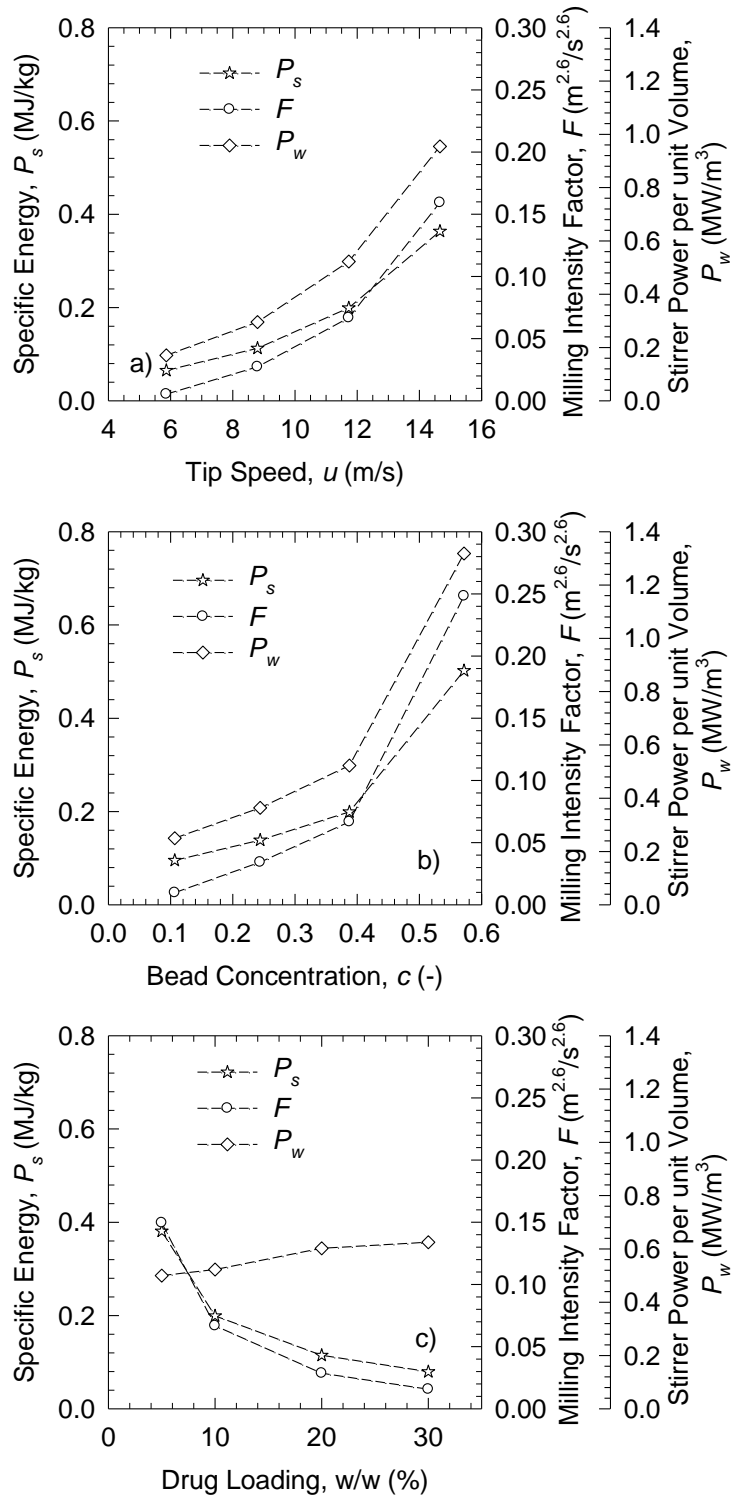 0.8
0.6
0.4
0.2
0.0
Specific Energy, P_s (MJ/kg)
P_s
F
P_w
a)
4 6 8 10 12 14 16
Tip Speed, u (m/s)
0.30
0.25
0.20
0.15
0.10
0.05
0.00
Milling Intensity Factor, F (m^2.6/s^2.6)
1.4
1.2
1.0
0.8
0.6
0.4
0.2
0.0
Stirrer Power per unit Volume,
P_w (MW/m^3)
0.8
0.6
0.4
0.2
0.0
Specific Energy, P_s (MJ/kg)
P_s
F
P_w
b)
0.0 0.1 0.2 0.3 0.4 0.5 0.6
Bead Concentration, c (-)
0.30
0.25
0.20
0.15
0.10
0.05
0.00
Milling Intensity Factor, F (m^2.6/s^2.6)
1.4
1.2
1.0
0.8
0.6
0.4
0.2
0.0
Stirrer Power per unit Volume,
P_w (MW/m^3)
0.8
0.6
0.4
0.2
0.0
Specific Energy, P_s (MJ/kg)
P_s
F
P_w
c)
10 20 30
Drug Loading, w/w (%)
0.30
0.25
0.20
0.15
0.10
0.05
0.00
Milling Intensity Factor, F (m^2.6/s^2.6)
1.4
1.2
1.0
0.8
0.6
0.4
0.2
0.0
Stirrer Power per unit Volume,
P_w (MW/m^3)